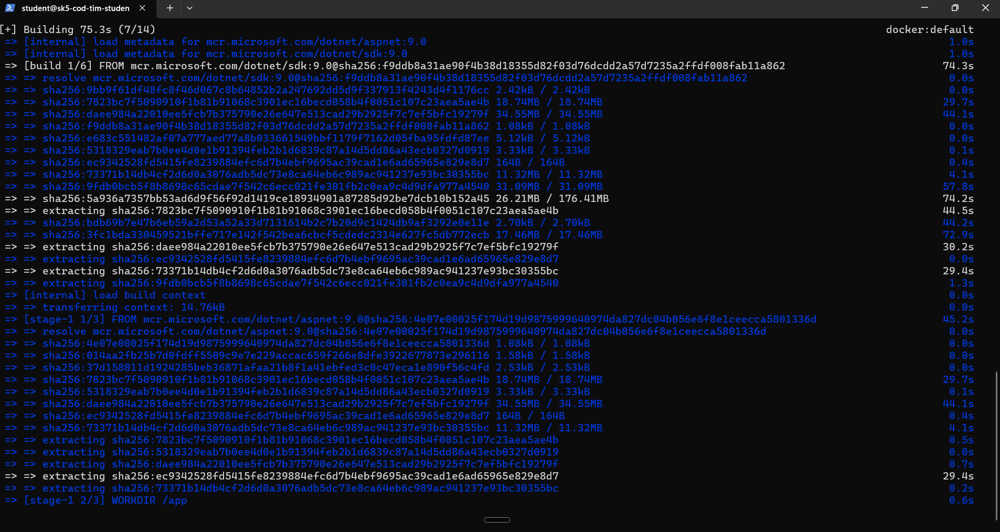 student@sk5-cod-tim-studen
[+] Building 75.3s (7/14) docker:default
=> [internal] load metadata for mcr.microsoft.com/dotnet/aspnet:9.0 1.0s
=> [internal] load metadata for mcr.microsoft.com/dotnet/sdk:9.0 1.0s
=> [build 1/6] FROM mcr.microsoft.com/dotnet/sdk:9.0@sha256:f9ddb8a31ae90f4b38d18355d82f03d76dcdd2a57d7235a2ffdf008fab11a862 74.3s
=> => resolve mcr.microsoft.com/dotnet/sdk:9.0@sha256:f9ddb8a31ae90f4b38d18355d82f03d76dcdd2a57d7235a2ffdf008fab11a862 0.0s
=> => sha256:9bb9f61df48fc8f46d067c8b64852b2a247692dd5d9f337913f4243d4f1176cc 2.42kB / 2.42kB 0.0s
=> => sha256:7823bc7f5090910f1b81b91068c3901ec16becd058b4f0051c107c23aea5ae4b 18.74MB / 18.74MB 29.7s
=> => sha256:daee984a22010ee5fcb7b375790e26e647e513cad29b2925f7c7ef5bfc19279f 34.55MB / 34.55MB 44.1s
=> => sha256:f9ddb8a31ae90f4b38d18355d82f03d76dcdd2a57d7235a2ffdf008fab11a862 1.08kB / 1.08kB 0.0s
=> => sha256:e683c551482af07a777aed77a8b033661549bbf1179f7162d05fba95fdfd87ee 5.12kB / 5.12kB 0.0s
=> => sha256:5318329eab7b0ee4d0e1b91394feb2b1d6839c87a14d5dd86a43ecb0327d0919 3.33kB / 3.33kB 0.1s
=> => sha256:ec9342528fd5415fe8239884efc6d7b4ebf9695ac39cad1e6ad65965e829e8d7 164B / 164B 0.4s
=> => sha256:73371b14db4cf2d6d0a3076adb5dc73e8ca64eb6c989ac941237e93bc30355bc 11.32MB / 11.32MB 4.1s
=> => sha256:9fdb0bcb5f8b8698c65cdae7f542c6ecc021fe301fb2c0ea9c4d9dfa977a4540 31.09MB / 31.09MB 57.8s
=> => sha256:5a936a7357bb53ad6d9f56f92d1419ce18934901a87285d92be7dcb10b152a45 26.21MB / 176.41MB 74.2s
=> => extracting sha256:7823bc7f5090910f1b81b91068c3901ec16becd058b4f0051c107c23aea5ae4b 44.5s
=> => sha256:bdb69b7e47b6eb59a2d53a52a33d7131614b2c7b20d9c1424db9af3292e0e11e 2.70kB / 2.70kB 44.2s
=> => sha256:3fc1bda330459521bffe717e142f542bea6cbcf5cdedc2314e627fc5db772ecb 17.46MB / 17.46MB 72.9s
=> => extracting sha256:daee984a22010ee5fcb7b375790e26e647e513cad29b2925f7c7ef5bfc19279f 30.2s
=> => extracting sha256:ec9342528fd5415fe8239884efc6d7b4ebf9695ac39cad1e6ad65965e829e8d7 0.0s
=> => extracting sha256:73371b14db4cf2d6d0a3076adb5dc73e8ca64eb6c989ac941237e93bc30355bc 29.4s
=> => extracting sha256:9fdb0bcb5f8b8698c65cdae7f542c6ecc021fe301fb2c0ea9c4d9dfa977a4540 1.3s
=> [internal] load build context 0.0s
=> => transferring context: 14.76kB 0.0s
=> [stage-1 1/3] FROM mcr.microsoft.com/dotnet/aspnet:9.0@sha256:4e07e00025f174d19d9875999640974da827dc04b056e6f8e1ceecca5801336d 45.2s
=> => resolve mcr.microsoft.com/dotnet/aspnet:9.0@sha256:4e07e00025f174d19d9875999640974da827dc04b056e6f8e1ceecca5801336d 0.0s
=> => sha256:4e07e00025f174d19d9875999640974da827dc04b056e6f8e1ceecca5801336d 1.08kB / 1.08kB 0.0s
=> => sha256:014aa2fb25b7d0fdff5509c9e7e229accac659f266e8dfe3922677873e296116 1.58kB / 1.58kB 0.0s
=> => sha256:37d158011d1924285beb36871afaa21b8f1a41ebfed3c0c47eca1e890f56c4fd 2.53kB / 2.53kB 0.0s
=> => sha256:7823bc7f5090910f1b81b91068c3901ec16becd058b4f0051c107c23aea5ae4b 18.74MB / 18.74MB 29.7s
=> => sha256:5318329eab7b0ee4d0e1b91394feb2b1d6839c87a14d5dd86a43ecb0327d0919 3.33kB / 3.33kB 0.1s
=> => sha256:daee984a22010ee5fcb7b375790e26e647e513cad29b2925f7c7ef5bfc19279f 34.55MB / 34.55MB 44.1s
=> => sha256:ec9342528fd5415fe8239884efc6d7b4ebf9695ac39cad1e6ad65965e829e8d7 164B / 164B 0.4s
=> => sha256:73371b14db4cf2d6d0a3076adb5dc73e8ca64eb6c989ac941237e93bc30355bc 11.32MB / 11.32MB 4.1s
=> => extracting sha256:7823bc7f5090910f1b81b91068c3901ec16becd058b4f0051c107c23aea5ae4b 0.5s
=> => extracting sha256:5318329eab7b0ee4d0e1b91394feb2b1d6839c87a14d5dd86a43ecb0327d0919 0.0s
=> => extracting sha256:daee984a22010ee5fcb7b375790e26e647e513cad29b2925f7c7ef5bfc19279f 0.7s
=> => extracting sha256:ec9342528fd5415fe8239884efc6d7b4ebf9695ac39cad1e6ad65965e829e8d7 29.4s
=> => extracting sha256:73371b14db4cf2d6d0a3076adb5dc73e8ca64eb6c989ac941237e93bc30355bc 0.2s
=> [stage-1 2/3] WORKDIR /app 0.6s